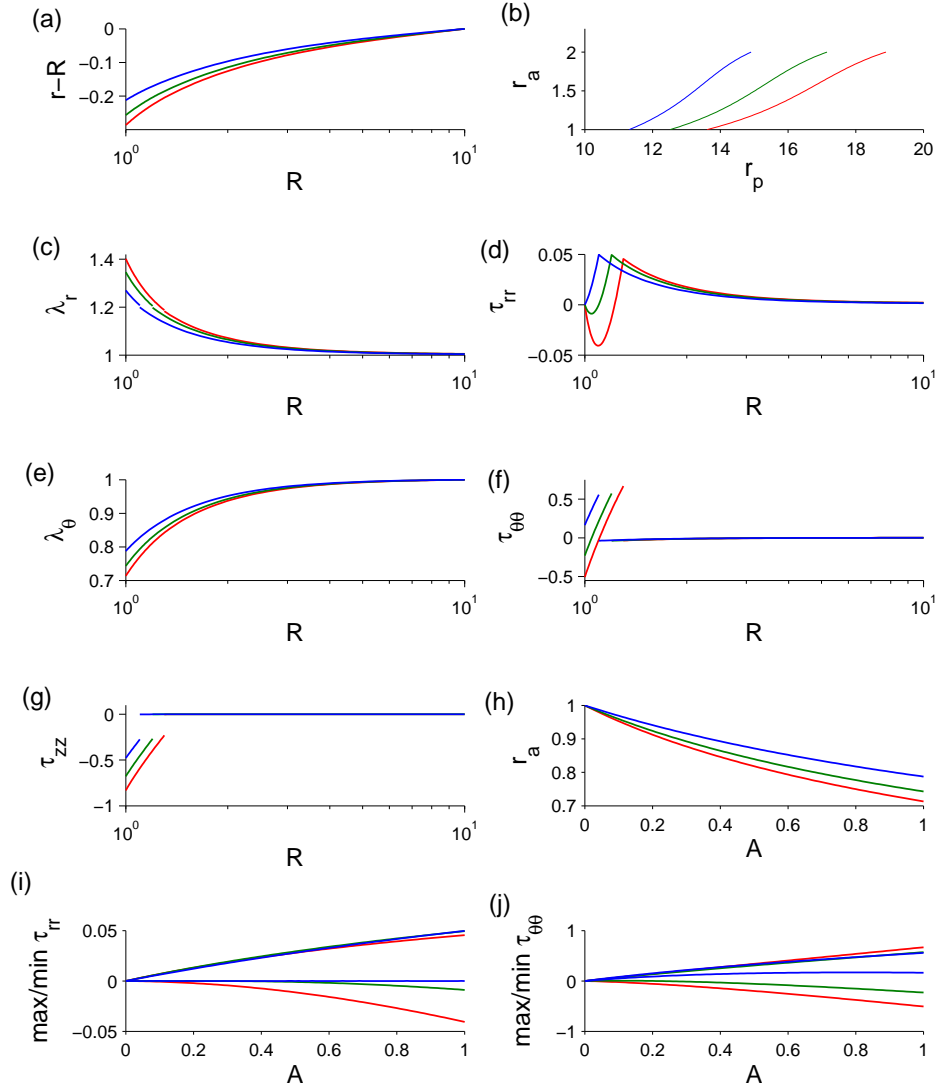 (a)
r−R
0
−0.1
−0.2
10^0
10^1
R
(b)
r_a
2
1.5
1
10
12
14
16
18
20
r_p
(c)
λ_r
1.4
1.2
1
10^0
10^1
R
(d)
τ_rr
0.05
0
−0.05
10^0
10^1
R
(e)
λ_θ
1
0.9
0.8
0.7
10^0
10^1
R
(f)
τ_θθ
0.5
0
−0.5
10^0
10^1
R
(g)
τ_zz
0
−0.5
−1
10^0
10^1
R
(h)
r_a
1
0.9
0.8
0.7
0
0.2
0.4
0.6
0.8
1
A
(i)
max/min τ_rr
0.05
0
−0.05
0
0.2
0.4
0.6
0.8
1
A
(j)
max/min τ_θθ
1
0
−1
0
0.2
0.4
0.6
0.8
1
A